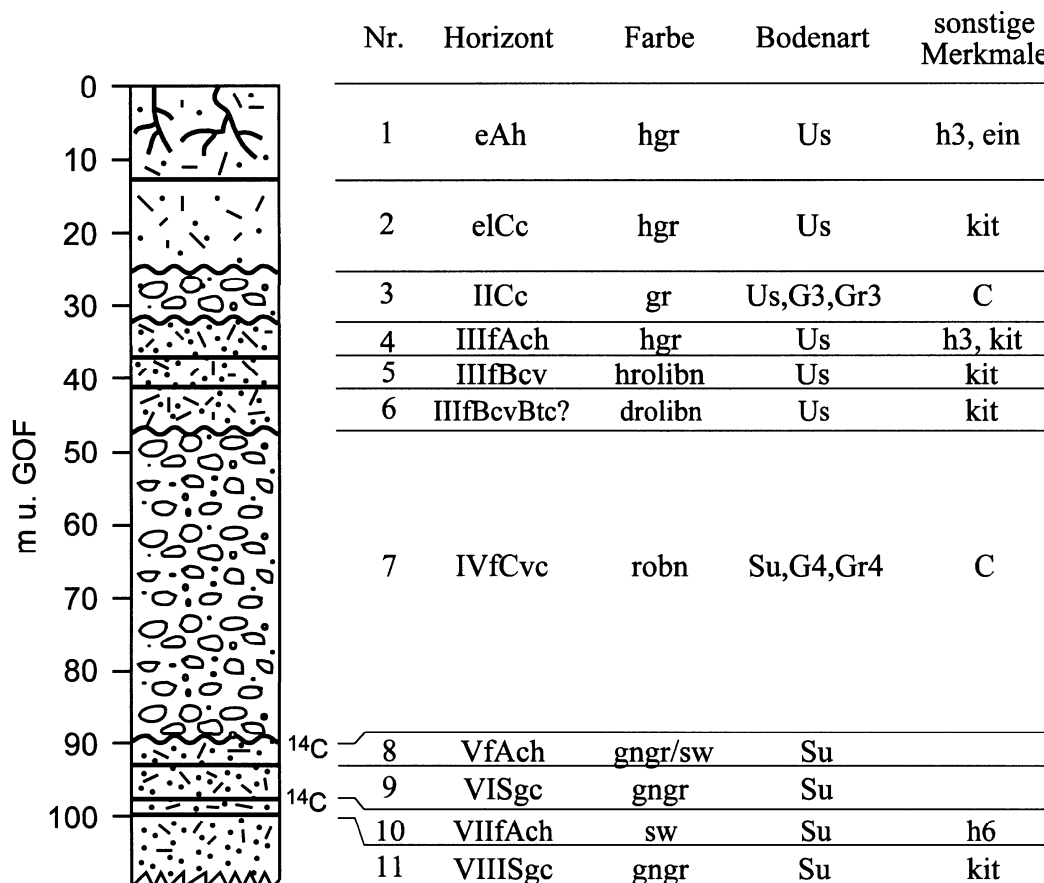 Nr. Horizont Farbe Bodenart sonstige Merkmale
0
1 eAh hgr Us h3, ein
10
2 elCc hgr Us kit
20
3 IICc gr Us,G3,Gr3 C
30
4 IIIfAch hgr Us h3, kit
5 IIIfBcv hrolibn Us kit
40
6 IIIfBcvBtc? drolibn Us kit
50
m u. GOF
60
7 IVfCvc robn Su,G4,Gr4 C
70
80
90
14C
8 VfAch gngr/sw Su
9 VISgc gngr Su
14C
100
10 VIIfAch sw Su h6
11 VIIISgc gngr Su kit